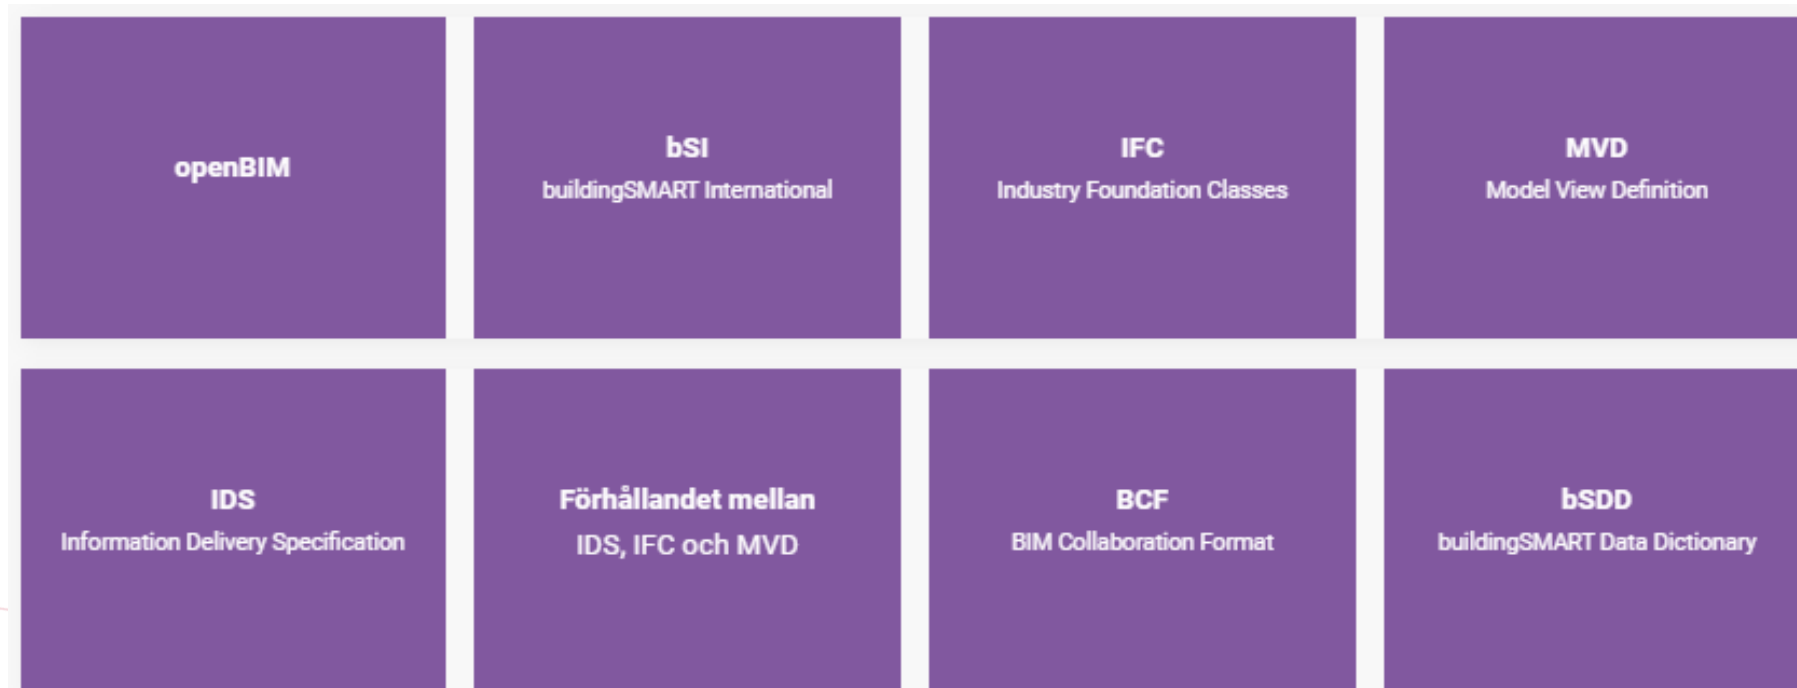 openBIM
bSI
buildingSMART International
IFC
Industry Foundation Classes
MVD
Model View Definition
IDS
Information Delivery Specification
Förhållandet mellan
IDS, IFC och MVD
BCF
BIM Collaboration Format
bSDD
buildingSMART Data Dictionary